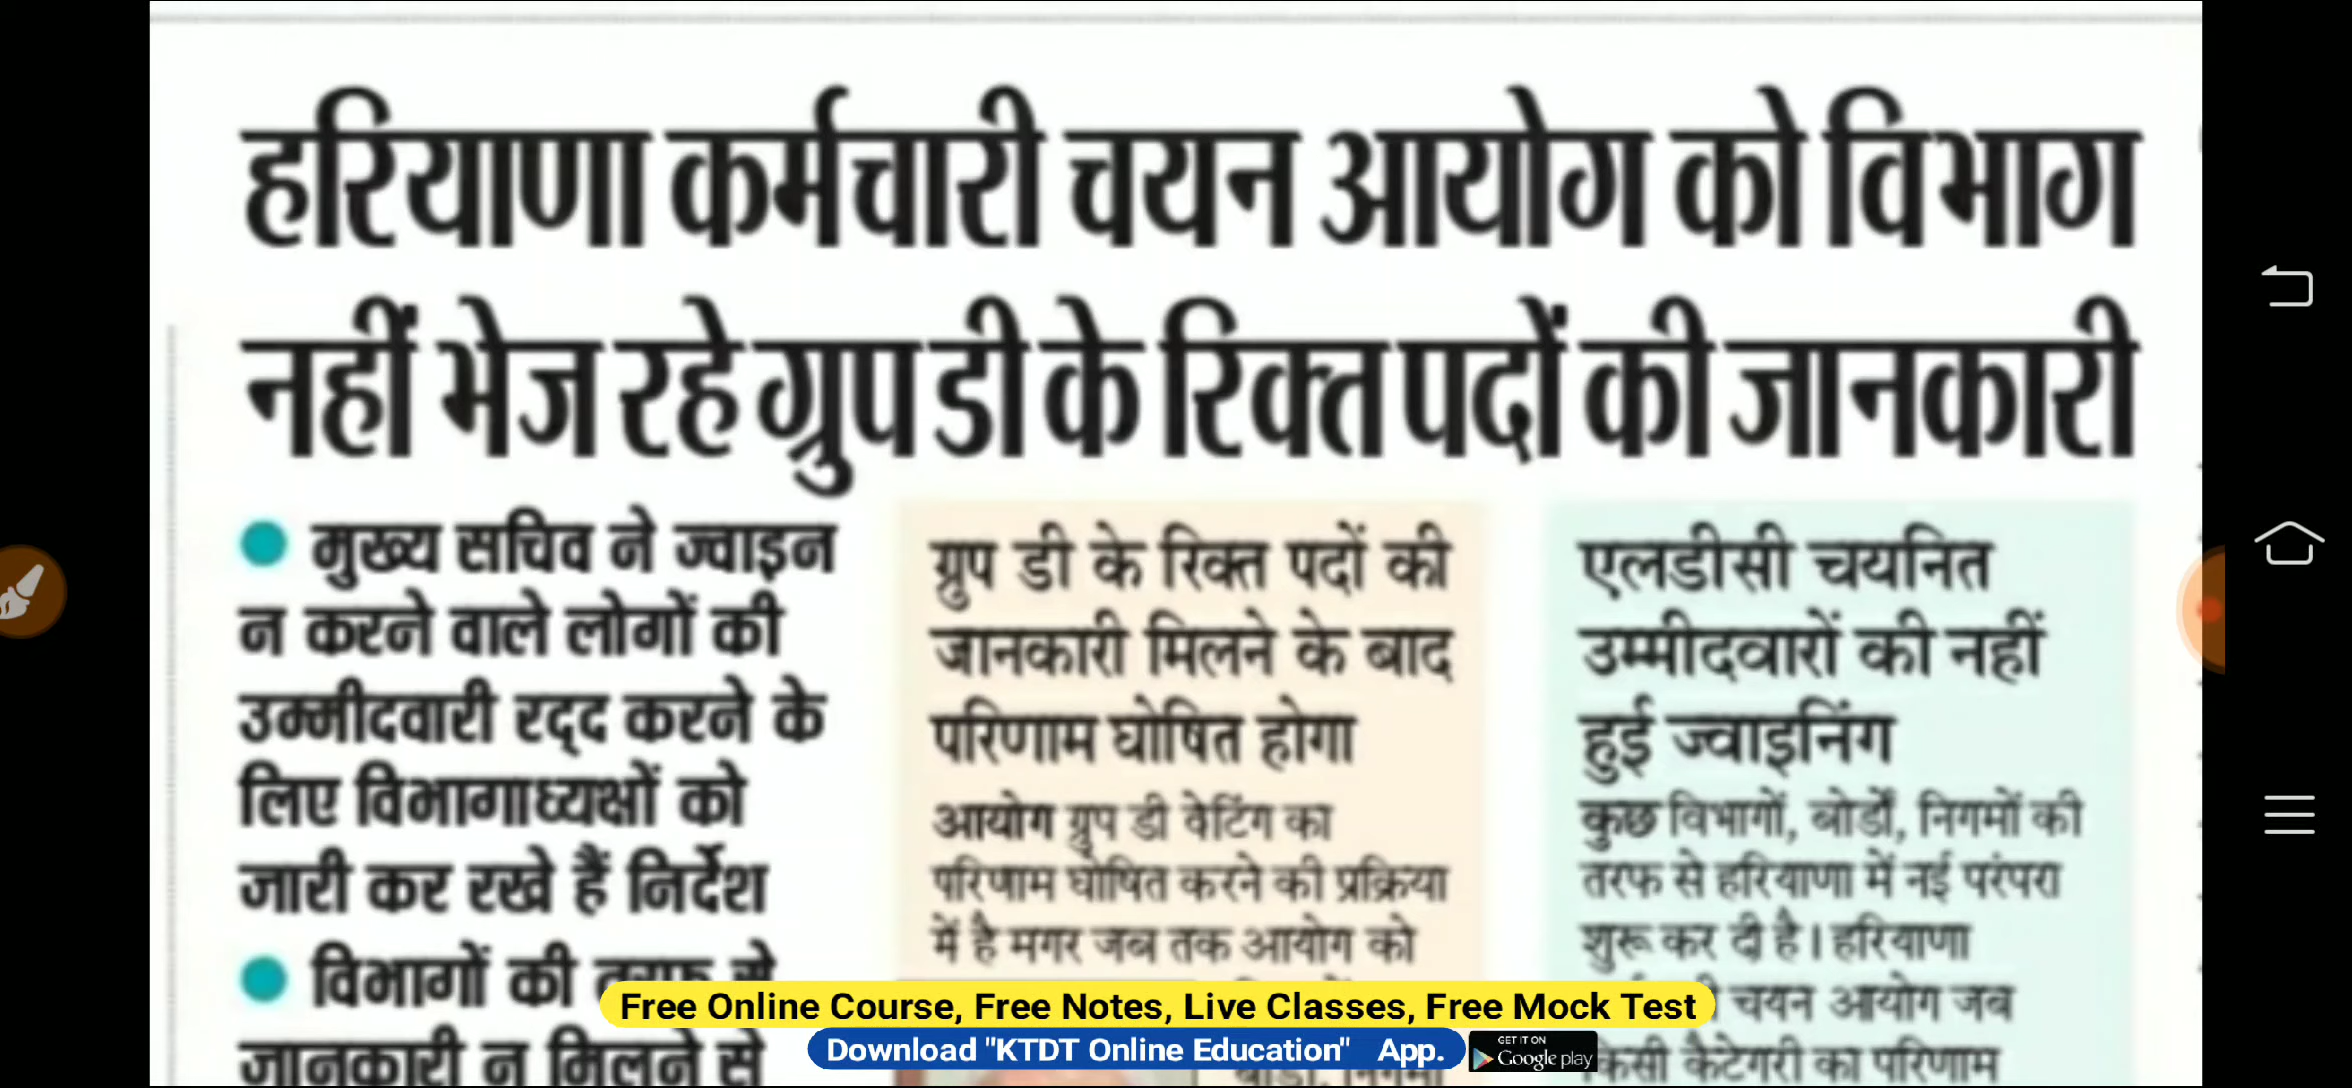 हरियाणा कर्मचारी चयन आयोग को विभाग
नहीं भेज रहे ग्रुप डी के रिक्त पदों की जानकारी
मुख्य सचिव ने ज्वाइन
न करने वाले लोगों की
उम्मीदवारी रद्द करने के
लिए विभागाध्यक्षों को
जारी कर रखे हैं निर्देश
विभागों की तरफ से
जानकारी न मिलने से
ग्रुप डी के रिक्त पदों की
जानकारी मिलने के बाद
परिणाम घोषित होगा
आयोग ग्रुप डी वेटिंग का
परिणाम घोषित करने की प्रक्रिया
में है मगर जब तक आयोग को
एलडीसी चयनित
उम्मीदवारों की नहीं
हुई ज्वाइनिंग
कुछ विभागों, बोर्डों, निगमों की
तरफ से हरियाणा में नई परंपरा
शुरू कर दी है। हरियाणा
चयन आयोग जब
किसी कैटेगरी का परिणाम
Free Online Course, Free Notes, Live Classes, Free Mock Test
Download "KTDT Online Education" App.
GET IT ON
Google play